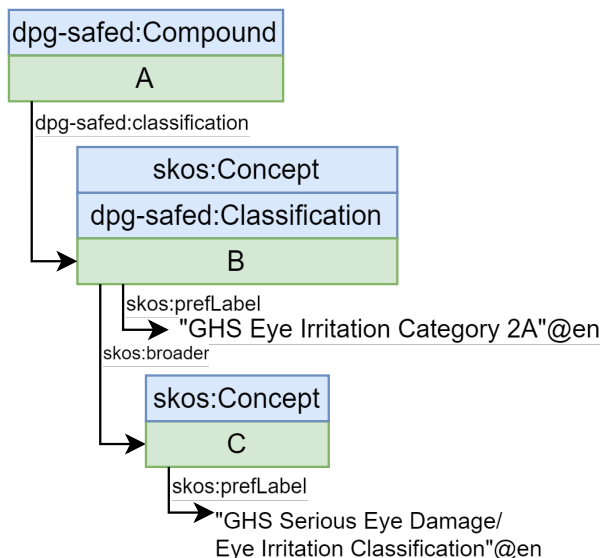 dpg-safed:Compound
A
dpg-safed:classification
skos:Concept
dpg-safed:Classification
B
skos:prefLabel
"GHS Eye Irritation Category 2A"@en
skos:broader
skos:Concept
C
skos:prefLabel
"GHS Serious Eye Damage/
Eye Irritation Classification"@en